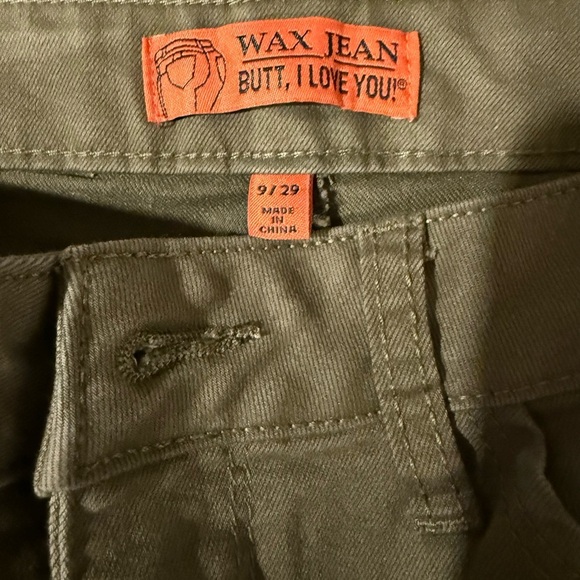 WAX JEAN
BUTT, I LOVE YOU!®
9/29
MADE
IN
CHINA